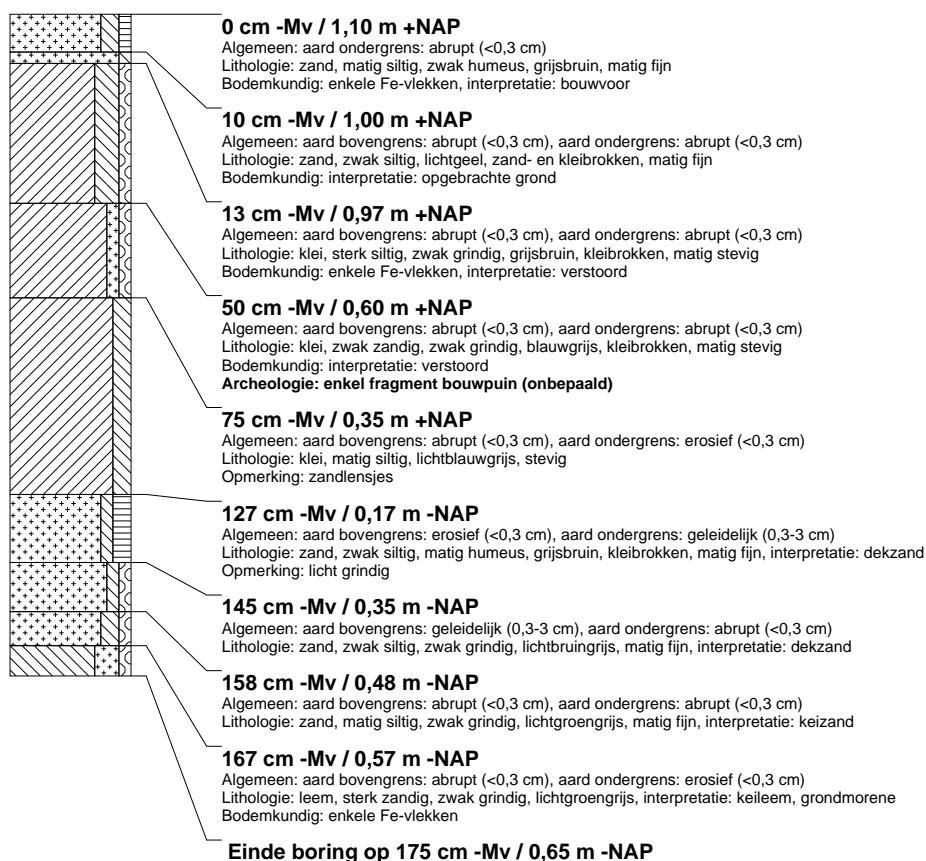 0 cm -Mv / 1,10 m +NAP
Algemeen: aard ondergrens: abrupt (<0,3 cm)
Lithologie: zand, matig siltig, zwak humeus, grijsbruin, matig fijn
Bodemkundig: enkele Fe-vlekken, interpretatie: bouwvoor
10 cm -Mv / 1,00 m +NAP
Algemeen: aard bovengrens: abrupt (<0,3 cm), aard ondergrens: abrupt (<0,3 cm)
Lithologie: zand, zwak siltig, lichtgeel, zand- en kleibrokken, matig fijn
Bodemkundig: interpretatie: opgebrachte grond
13 cm -Mv / 0,97 m +NAP
Algemeen: aard bovengrens: abrupt (<0,3 cm), aard ondergrens: abrupt (<0,3 cm)
Lithologie: klei, sterk siltig, zwak grindig, grijsbruin, kleibrokken, matig stevig
Bodemkundig: enkele Fe-vlekken, interpretatie: verstoord
50 cm -Mv / 0,60 m +NAP
Algemeen: aard bovengrens: abrupt (<0,3 cm), aard ondergrens: abrupt (<0,3 cm)
Lithologie: klei, zwak zandig, zwak grindig, blauwgrijs, kleibrokken, matig stevig
Bodemkundig: interpretatie: verstoord
Archeologie: enkel fragment bouwpuin (onbepaald)
75 cm -Mv / 0,35 m +NAP
Algemeen: aard bovengrens: abrupt (<0,3 cm), aard ondergrens: erosief (<0,3 cm)
Lithologie: klei, matig siltig, lichtblauwgrijs, stevig
Opmerking: zandlensjes
127 cm -Mv / 0,17 m -NAP
Algemeen: aard bovengrens: erosief (<0,3 cm), aard ondergrens: geleidelijk (0,3-3 cm)
Lithologie: zand, zwak siltig, matig humeus, grijsbruin, kleibrokken, matig fijn, interpretatie: dekzand
Opmerking: licht grindig
145 cm -Mv / 0,35 m -NAP
Algemeen: aard bovengrens: geleidelijk (0,3-3 cm), aard ondergrens: abrupt (<0,3 cm)
Lithologie: zand, zwak siltig, zwak grindig, lichtbruingrijs, matig fijn, interpretatie: dekzand
158 cm -Mv / 0,48 m -NAP
Algemeen: aard bovengrens: abrupt (<0,3 cm), aard ondergrens: abrupt (<0,3 cm)
Lithologie: zand, matig siltig, zwak grindig, lichtgroengrijs, matig fijn, interpretatie: keizand
167 cm -Mv / 0,57 m -NAP
Algemeen: aard bovengrens: abrupt (<0,3 cm), aard ondergrens: erosief (<0,3 cm)
Lithologie: leem, sterk zandig, zwak grindig, lichtgroengrijs, interpretatie: keileem, grondmorene
Bodemkundig: enkele Fe-vlekken
Einde boring op 175 cm -Mv / 0,65 m -NAP